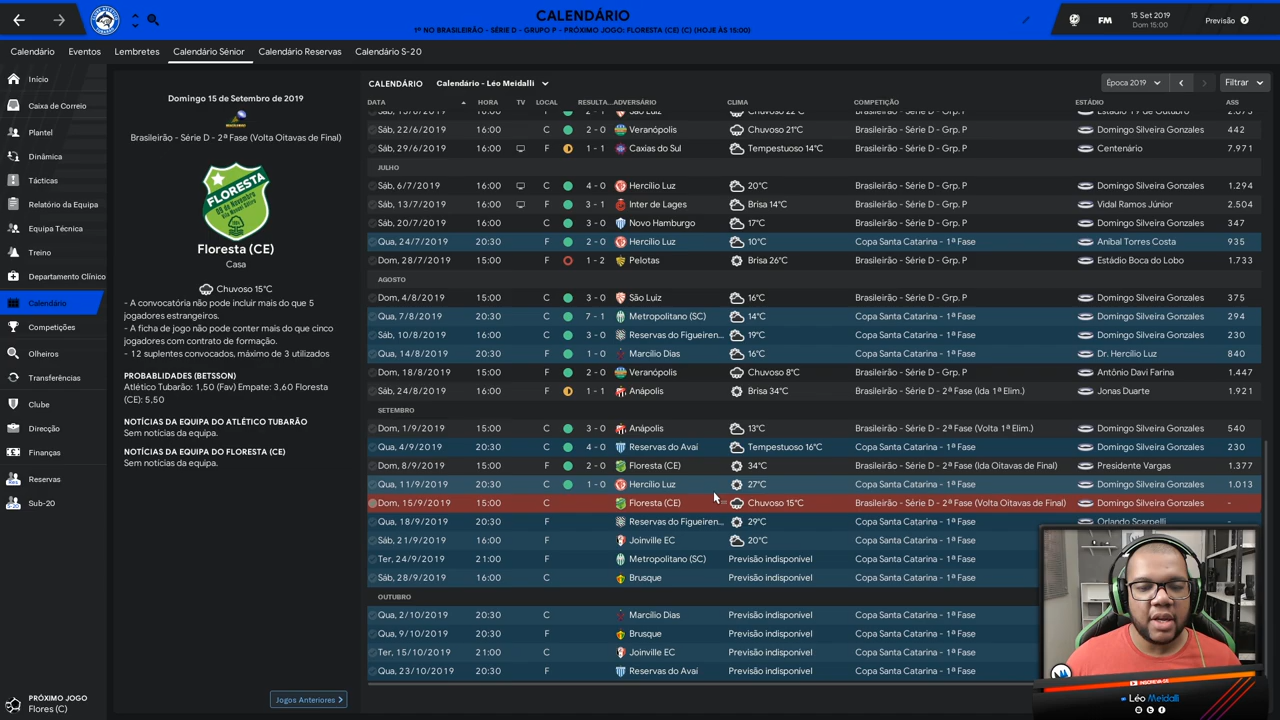 CALENDÁRIO
1º NO BRASILEIRÃO - SÉRIE D - GRUPO P - PRÓXIMO JOGO: FLORESTA (CE) (C) (HOJE ÀS 15:00)
FM
15 Set 2019
Dom 15:00
Previsão
Calendário Eventos Lembretes Calendário Sénior Calendário Reservas Calendário S-20
Início
Caixa de Correio
Plantel
Dinâmica
Tácticas
Relatório da Equipa
Equipa Técnica
Treino
Departamento Clínico
Calendário
Competições
Olheiros
Transferências
Clube
Direcção
Finanças
Reservas
Sub-20
PRÓXIMO JOGO
Flores (C)
Domingo 15 de Setembro de 2019
Brasileirão - Série D - 2ª Fase (Volta Oitavas de Final)
FLORESTA
Floresta (CE)
Casa
Chuvoso 15°C
- A convocatória não pode incluir mais do que 5
jogadores estrangeiros.
- A ficha de jogo não pode conter mais do que cinco
jogadores com contrato de formação.
- 12 suplentes convocados, máximo de 3 utilizados
PROBABLIDADES (BETSSON)
Atlético Tubarão: 1,50 (Fav) Empate: 3,60 Floresta
(CE): 5,50
NOTÍCIAS DA EQUIPA DO ATLÉTICO TUBARÃO
Sem notícias da equipa.
NOTÍCIAS DA EQUIPA DO FLORESTA (CE)
Sem notícias da equipa.
Jogos Anteriores
CALENDÁRIO Calendário - Léo Meidalli Época 2019 Filtrar
DATA HORA TV LOCAL RESULTA... ADVERSÁRIO CLIMA COMPETIÇÃO ESTÁDIO ASS
Sáb, 15/6/2019 16:00 F 2 - 1 São Luiz Chuvoso 22°C Brasileirão - Série D - Grp. P Estádio 19 de Outubro 2.073
Sáb, 22/6/2019 16:00 C 2 - 0 Veranópolis Chuvoso 21°C Brasileirão - Série D - Grp. P Domingo Silveira Gonzales 442
Sáb, 29/6/2019 16:00 F 1 - 1 Caxias do Sul Tempestuoso 14°C Brasileirão - Série D - Grp. P Centenário 7.971
JULHO
Sáb, 6/7/2019 16:00 C 4 - 0 Hercílio Luz 20°C Brasileirão - Série D - Grp. P Domingo Silveira Gonzales 1.294
Sáb, 13/7/2019 16:00 F 3 - 1 Inter de Lages Brisa 14°C Brasileirão - Série D - Grp. P Vidal Ramos Júnior 2.504
Sáb, 20/7/2019 16:00 C 3 - 0 Novo Hamburgo 17°C Brasileirão - Série D - Grp. P Domingo Silveira Gonzales 347
Qua, 24/7/2019 20:30 F 2 - 0 Hercílio Luz 10°C Copa Santa Catarina - 1ª Fase Aníbal Torres Costa 935
Dom, 28/7/2019 15:00 F 1 - 2 Pelotas Brisa 26°C Brasileirão - Série D - Grp. P Estádio Boca do Lobo 1.733
AGOSTO
Dom, 4/8/2019 15:00 C 3 - 0 São Luiz 16°C Brasileirão - Série D - Grp. P Domingo Silveira Gonzales 375
Qua, 7/8/2019 20:30 C 7 - 1 Metropolitano (SC) 14°C Copa Santa Catarina - 1ª Fase Domingo Silveira Gonzales 294
Sáb, 10/8/2019 16:00 C 3 - 0 Reservas do Figueiren... 19°C Copa Santa Catarina - 1ª Fase Domingo Silveira Gonzales 230
Qua, 14/8/2019 20:30 F 1 - 0 Marcílio Dias 16°C Copa Santa Catarina - 1ª Fase Dr. Hercílio Luz 840
Dom, 18/8/2019 15:00 F 2 - 0 Veranópolis Chuvoso 8°C Brasileirão - Série D - Grp. P Antônio Davi Farina 1.447
Sáb, 24/8/2019 16:00 F 1 - 1 Anápolis Brisa 34°C Brasileirão - Série D - 2ª Fase (Ida 1ª Elim.) Jonas Duarte 1.921
SETEMBRO
Dom, 1/9/2019 15:00 C 3 - 0 Anápolis 13°C Brasileirão - Série D - 2ª Fase (Volta 1ª Elim.) Domingo Silveira Gonzales 540
Qua, 4/9/2019 20:30 C 4 - 0 Reservas do Avaí Tempestuoso 16°C Copa Santa Catarina - 1ª Fase Domingo Silveira Gonzales 230
Dom, 8/9/2019 15:00 F 2 - 0 Floresta (CE) 34°C Brasileirão - Série D - 2ª Fase (Ida Oitavas de Final) Presidente Vargas 1.377
Qua, 11/9/2019 20:30 C 1 - 0 Hercílio Luz 27°C Copa Santa Catarina - 1ª Fase Domingo Silveira Gonzales 1.013
Dom, 15/9/2019 15:00 C Floresta (CE) Chuvoso 15°C Brasileirão - Série D - 2ª Fase (Volta Oitavas de Final) Domingo Silveira Gonzales -
Qua, 18/9/2019 20:30 F Reservas do Figueiren... 29°C Copa Santa Catarina - 1ª Fase Orlando Scarpelli -
Sáb, 21/9/2019 20:30 F Joinville EC 20°C Copa Santa Catarina - 1ª Fase
Ter, 24/9/2019 21:00 F Metropolitano (SC) Previsão indisponível Copa Santa Catarina - 1ª Fase
Sáb, 28/9/2019 16:00 C Brusque Previsão indisponível Copa Santa Catarina - 1ª Fase
OUTUBRO
Qua, 2/10/2019 20:30 C Marcílio Dias Previsão indisponível Copa Santa Catarina - 1ª Fase
Qua, 9/10/2019 20:30 F Brusque Previsão indisponível Copa Santa Catarina - 1ª Fase
Ter, 15/10/2019 21:00 C Joinville EC Previsão indisponível Copa Santa Catarina - 1ª Fase
Qua, 23/10/2019 20:30 F Reservas do Avaí Previsão indisponível Copa Santa Catarina - 1ª Fase
INSCREVA-SE
Léo Meidalli